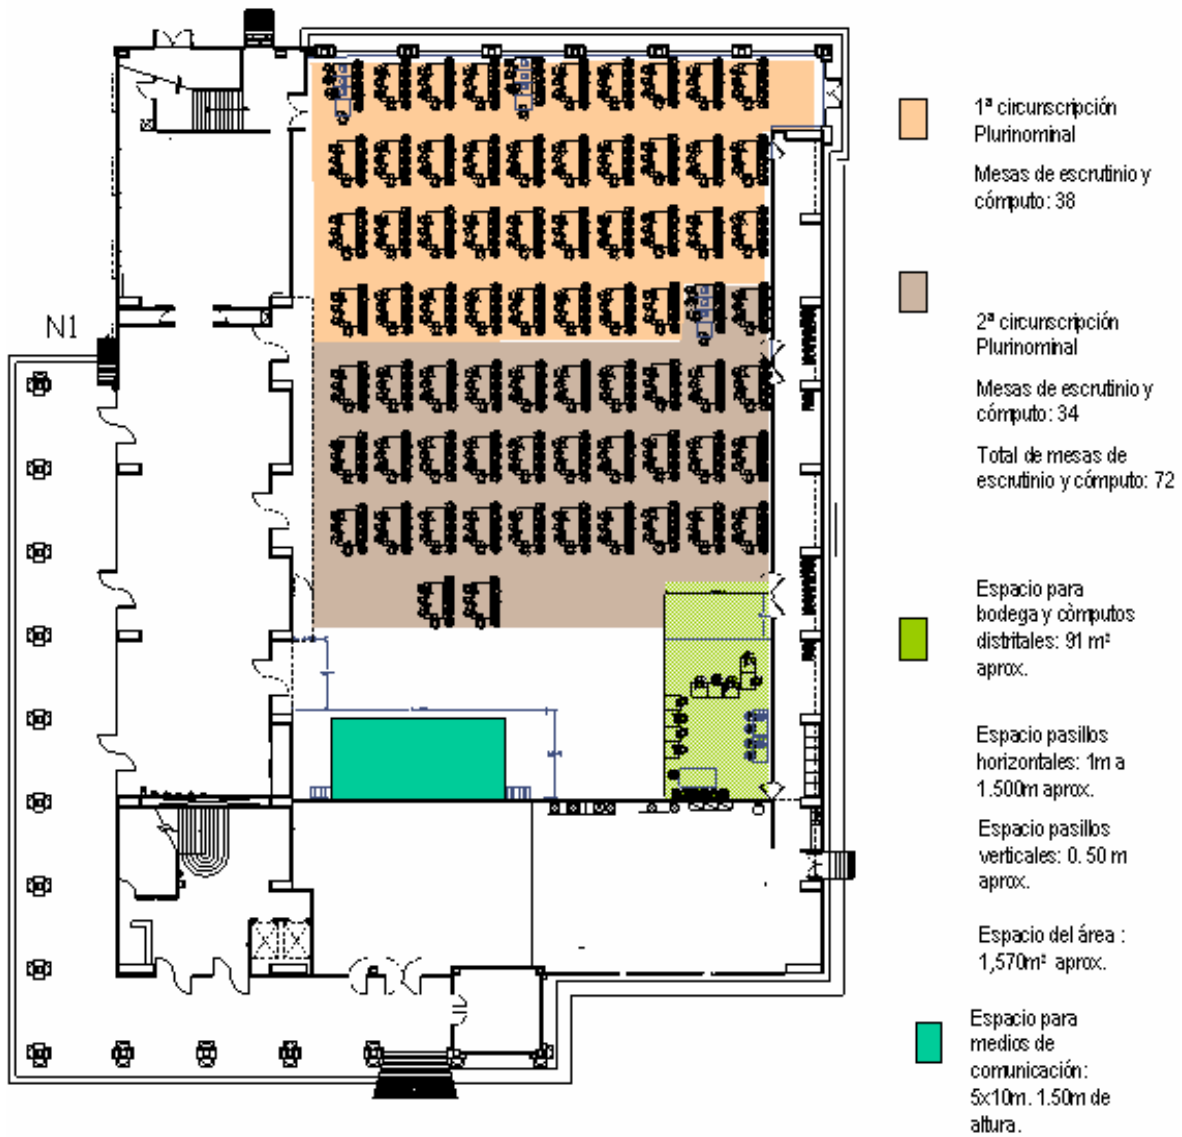 N1
1ª circunscripción
Plurinominal
Mesas de escrutinio y
cómputo: 38
2ª circunscripción
Plurinominal
Mesas de escrutinio y
cómputo: 34
Total de mesas de
escrutinio y cómputo: 72
Espacio para
bodega y cómputos
distritales: 91 m²
aprox.
Espacio pasillos
horizontales: 1m a
1.500m aprox.
Espacio pasillos
verticales: 0. 50 m
aprox.
Espacio del área :
1,570m² aprox.
Espacio para
medios de
comunicación:
5x10m. 1.50m de
altura.